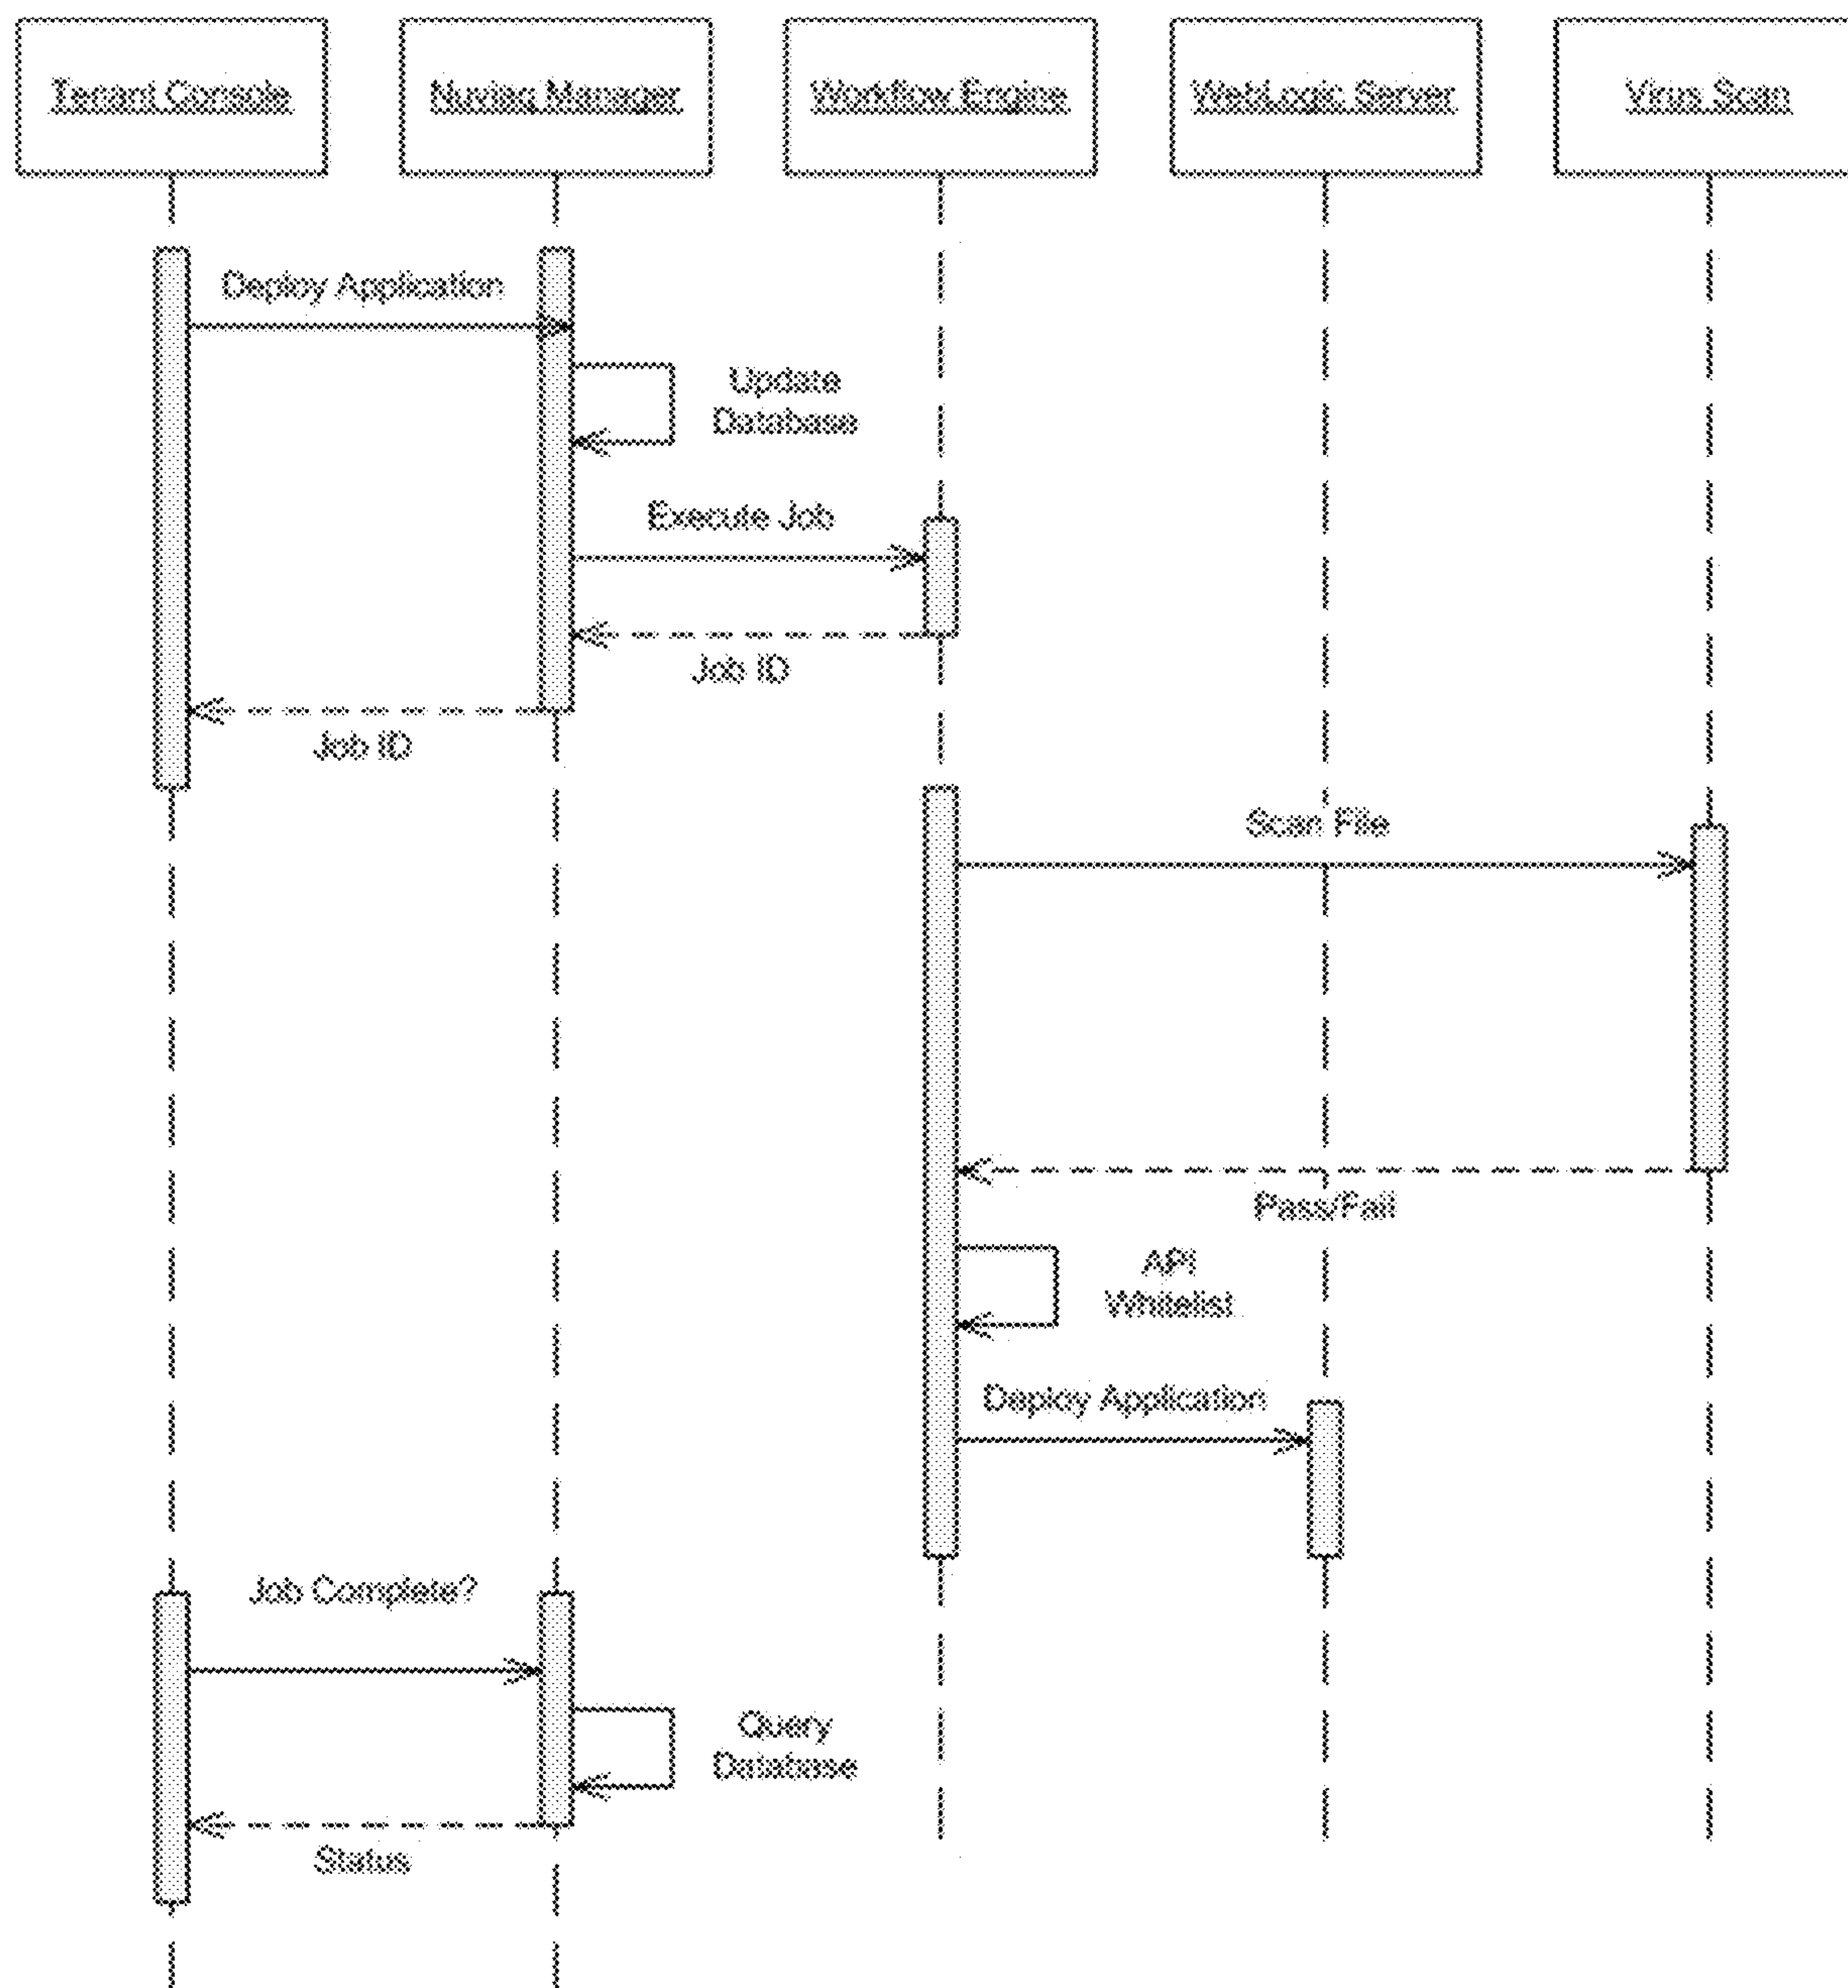 Tenant Console
Nuviaq Manager
Workflow Engine
WebLogic Server
Virus Scan
Deploy Application
Update
Database
Execute Job
Job ID
Job ID
Scan File
Pass/Fail
API
Whitelist
Deploy Application
Job Complete?
Query
Database
Status